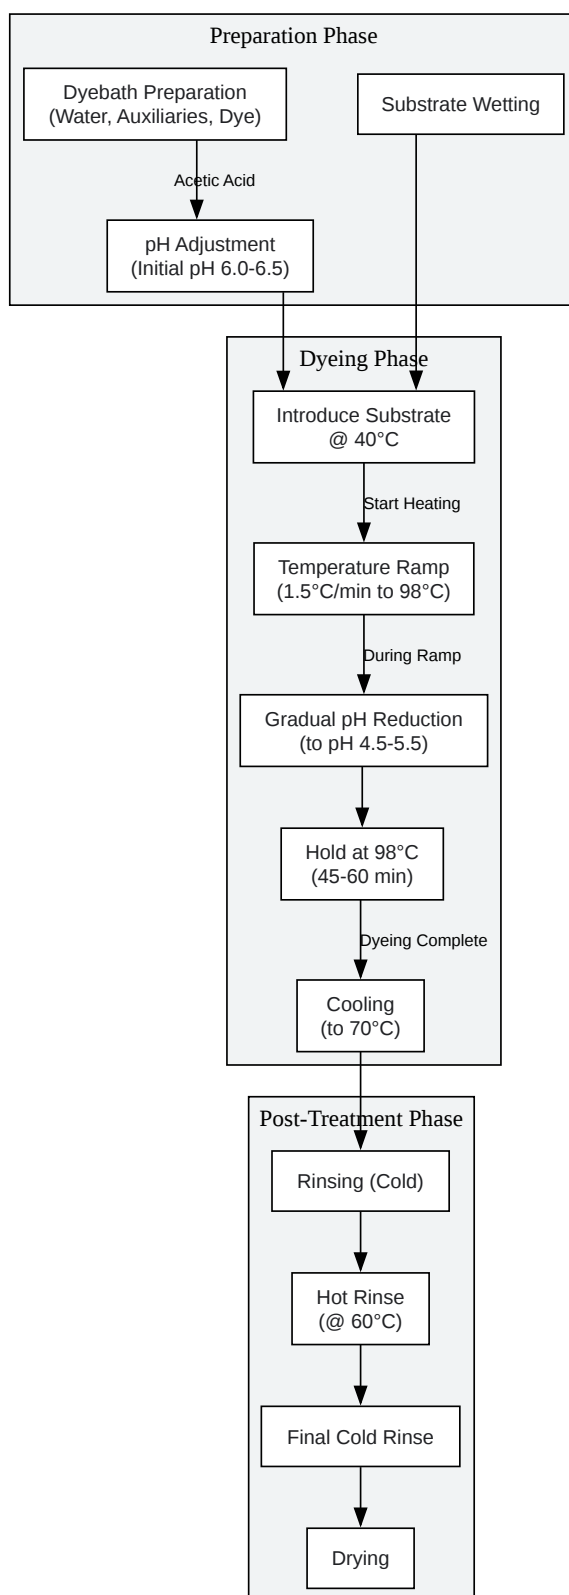 Preparation Phase
Dyebath Preparation
(Water, Auxiliaries, Dye)
Substrate Wetting
Acetic Acid
pH Adjustment
(Initial pH 6.0-6.5)
Dyeing Phase
Introduce Substrate
@ 40°C
Start Heating
Temperature Ramp
(1.5°C/min to 98°C)
During Ramp
Gradual pH Reduction
(to pH 4.5-5.5)
Hold at 98°C
(45-60 min)
Dyeing Complete
Cooling
(to 70°C)
Post-Treatment Phase
Rinsing (Cold)
Hot Rinse
(@ 60°C)
Final Cold Rinse
Drying